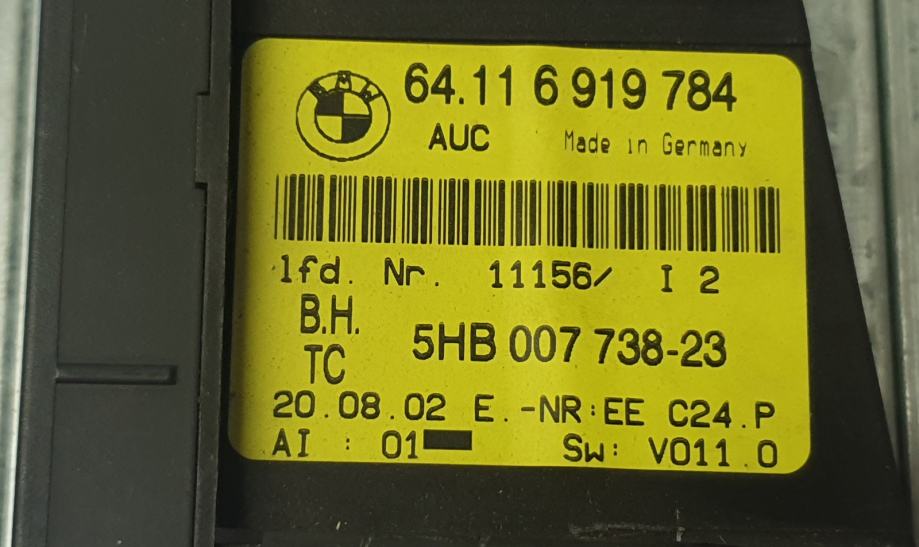 BMW
64.11 6 919 784
AUC Made in Germany
lfd. Nr. 11156/ I 2
B.H.
5HB 007 738-23
TC
20.08.02 E.-NR:EE C24.P
AI : 01 Sw: V011.0